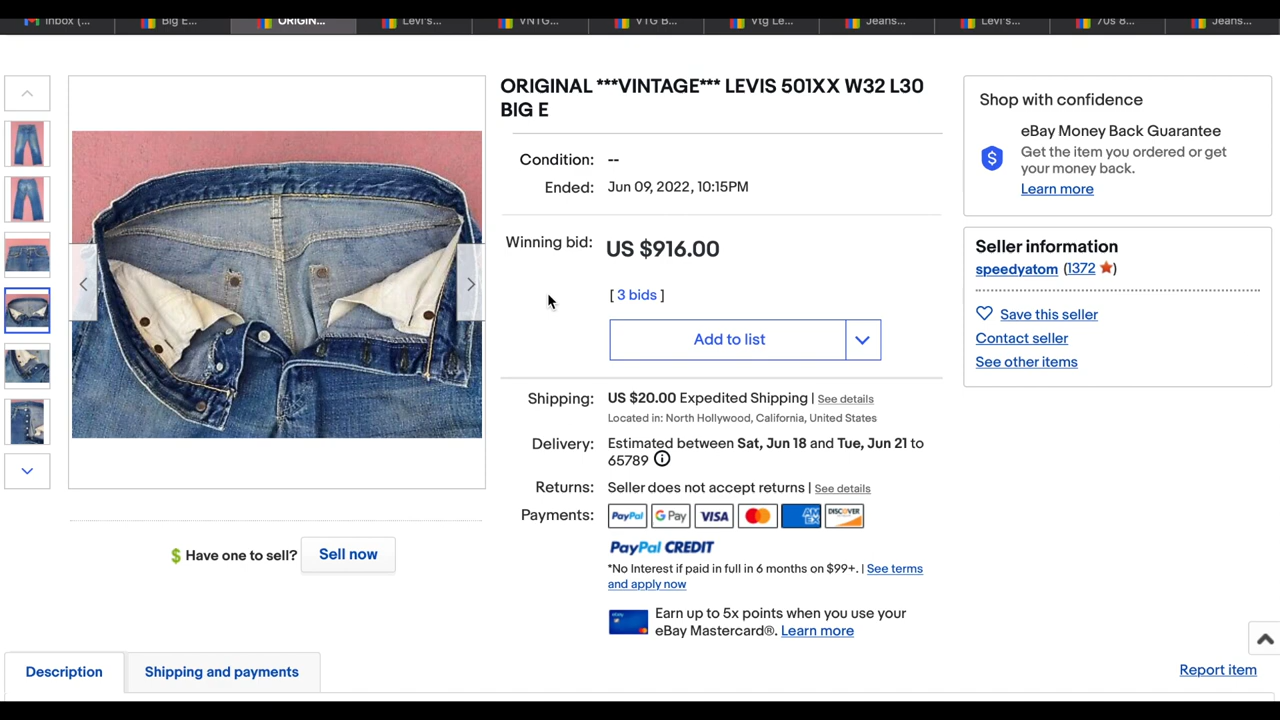 Inbox (...
Big E...
ORIGIN...
Levi's...
VNTG...
VTG B...
Vtg Le...
Jeans...
Levi's...
70s 8...
Jeans...
ORIGINAL ***VINTAGE*** LEVIS 501XX W32 L30
BIG E
Condition: --
Ended: Jun 09, 2022, 10:15PM
Winning bid: US $916.00
[ 3 bids ]
Add to list
Shipping: US $20.00 Expedited Shipping | See details
Located in: North Hollywood, California, United States
Delivery: Estimated between Sat, Jun 18 and Tue, Jun 21 to
65789
Returns: Seller does not accept returns | See details
Payments: PayPal G Pay VISA AM EX DISCOVER
PayPal CREDIT
*No Interest if paid in full in 6 months on $99+. | See terms
and apply now
Earn up to 5x points when you use your
eBay Mastercard®. Learn more
Shop with confidence
eBay Money Back Guarantee
Get the item you ordered or get
your money back.
Learn more
Seller information
speedyatom (1372)
Save this seller
Contact seller
See other items
Have one to sell? Sell now
Description
Shipping and payments
Report item